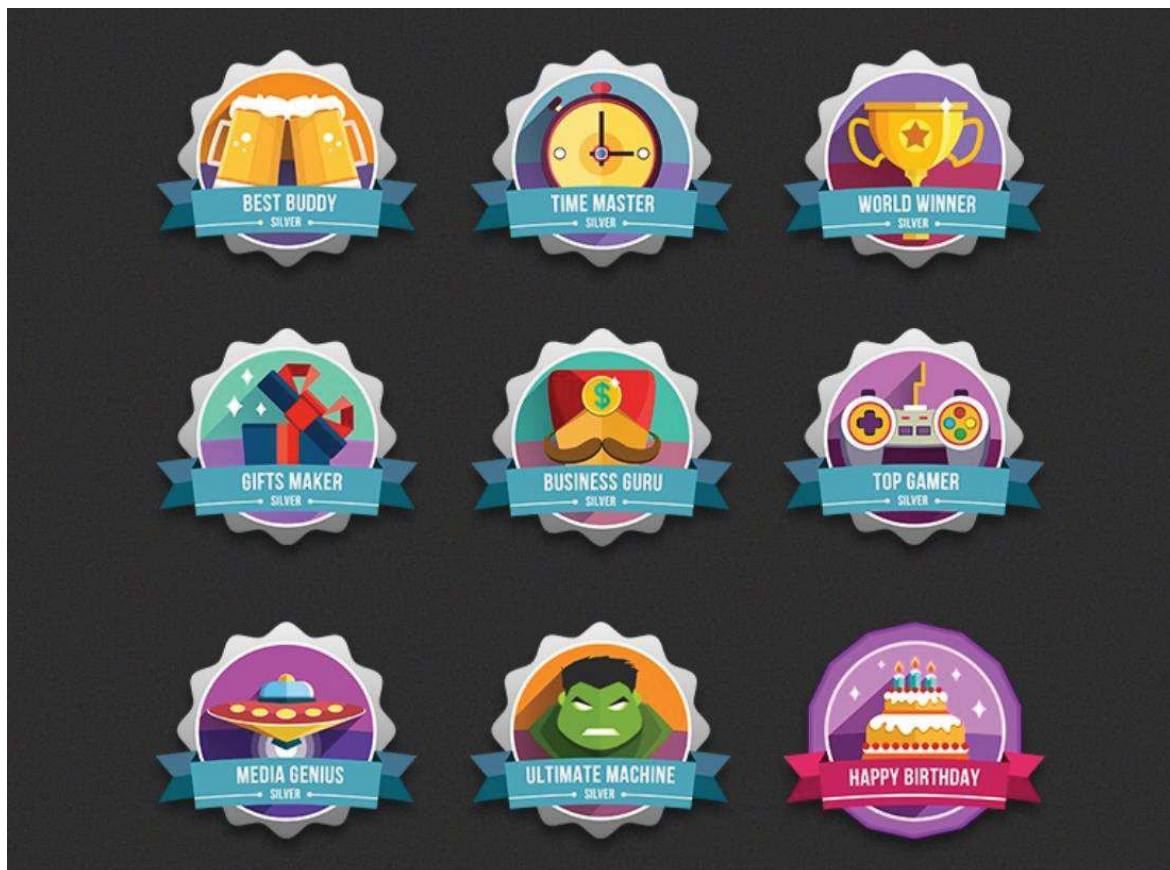 BEST BUDDY
SILVER
TIME MASTER
SILVER
WORLD WINNER
SILVER
GIFTS MAKER
SILVER
$
BUSINESS GURU
SILVER
TOP GAMER
SILVER
MEDIA GENIUS
SILVER
ULTIMATE MACHINE
SILVER
HAPPY BIRTHDAY